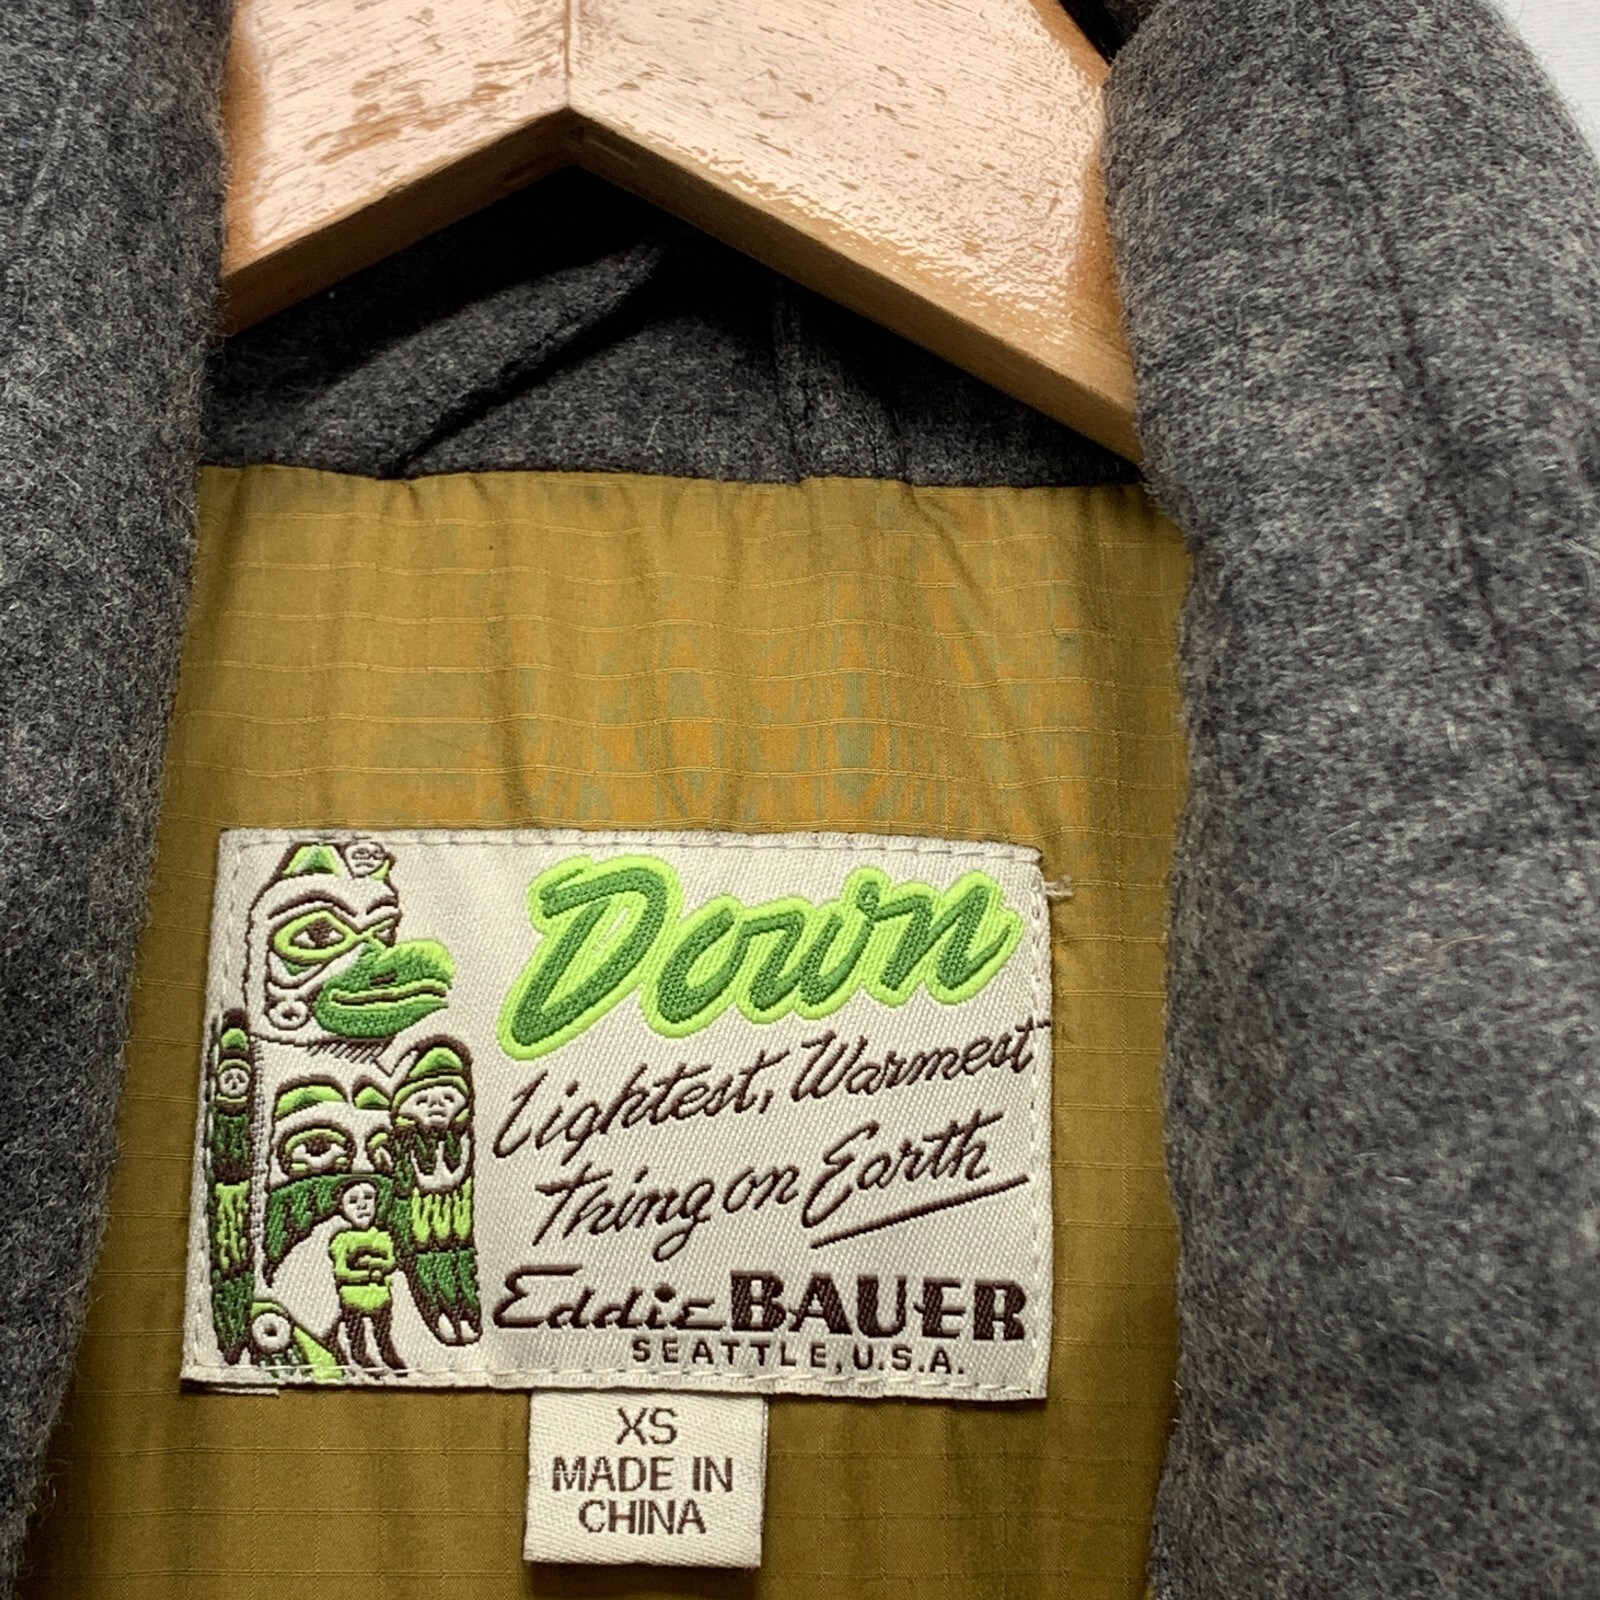 Down
Lightest, Warmest
Thing on Earth
Eddie BAUER
SEATTLE, U.S.A.
XS
MADE IN
CHINA